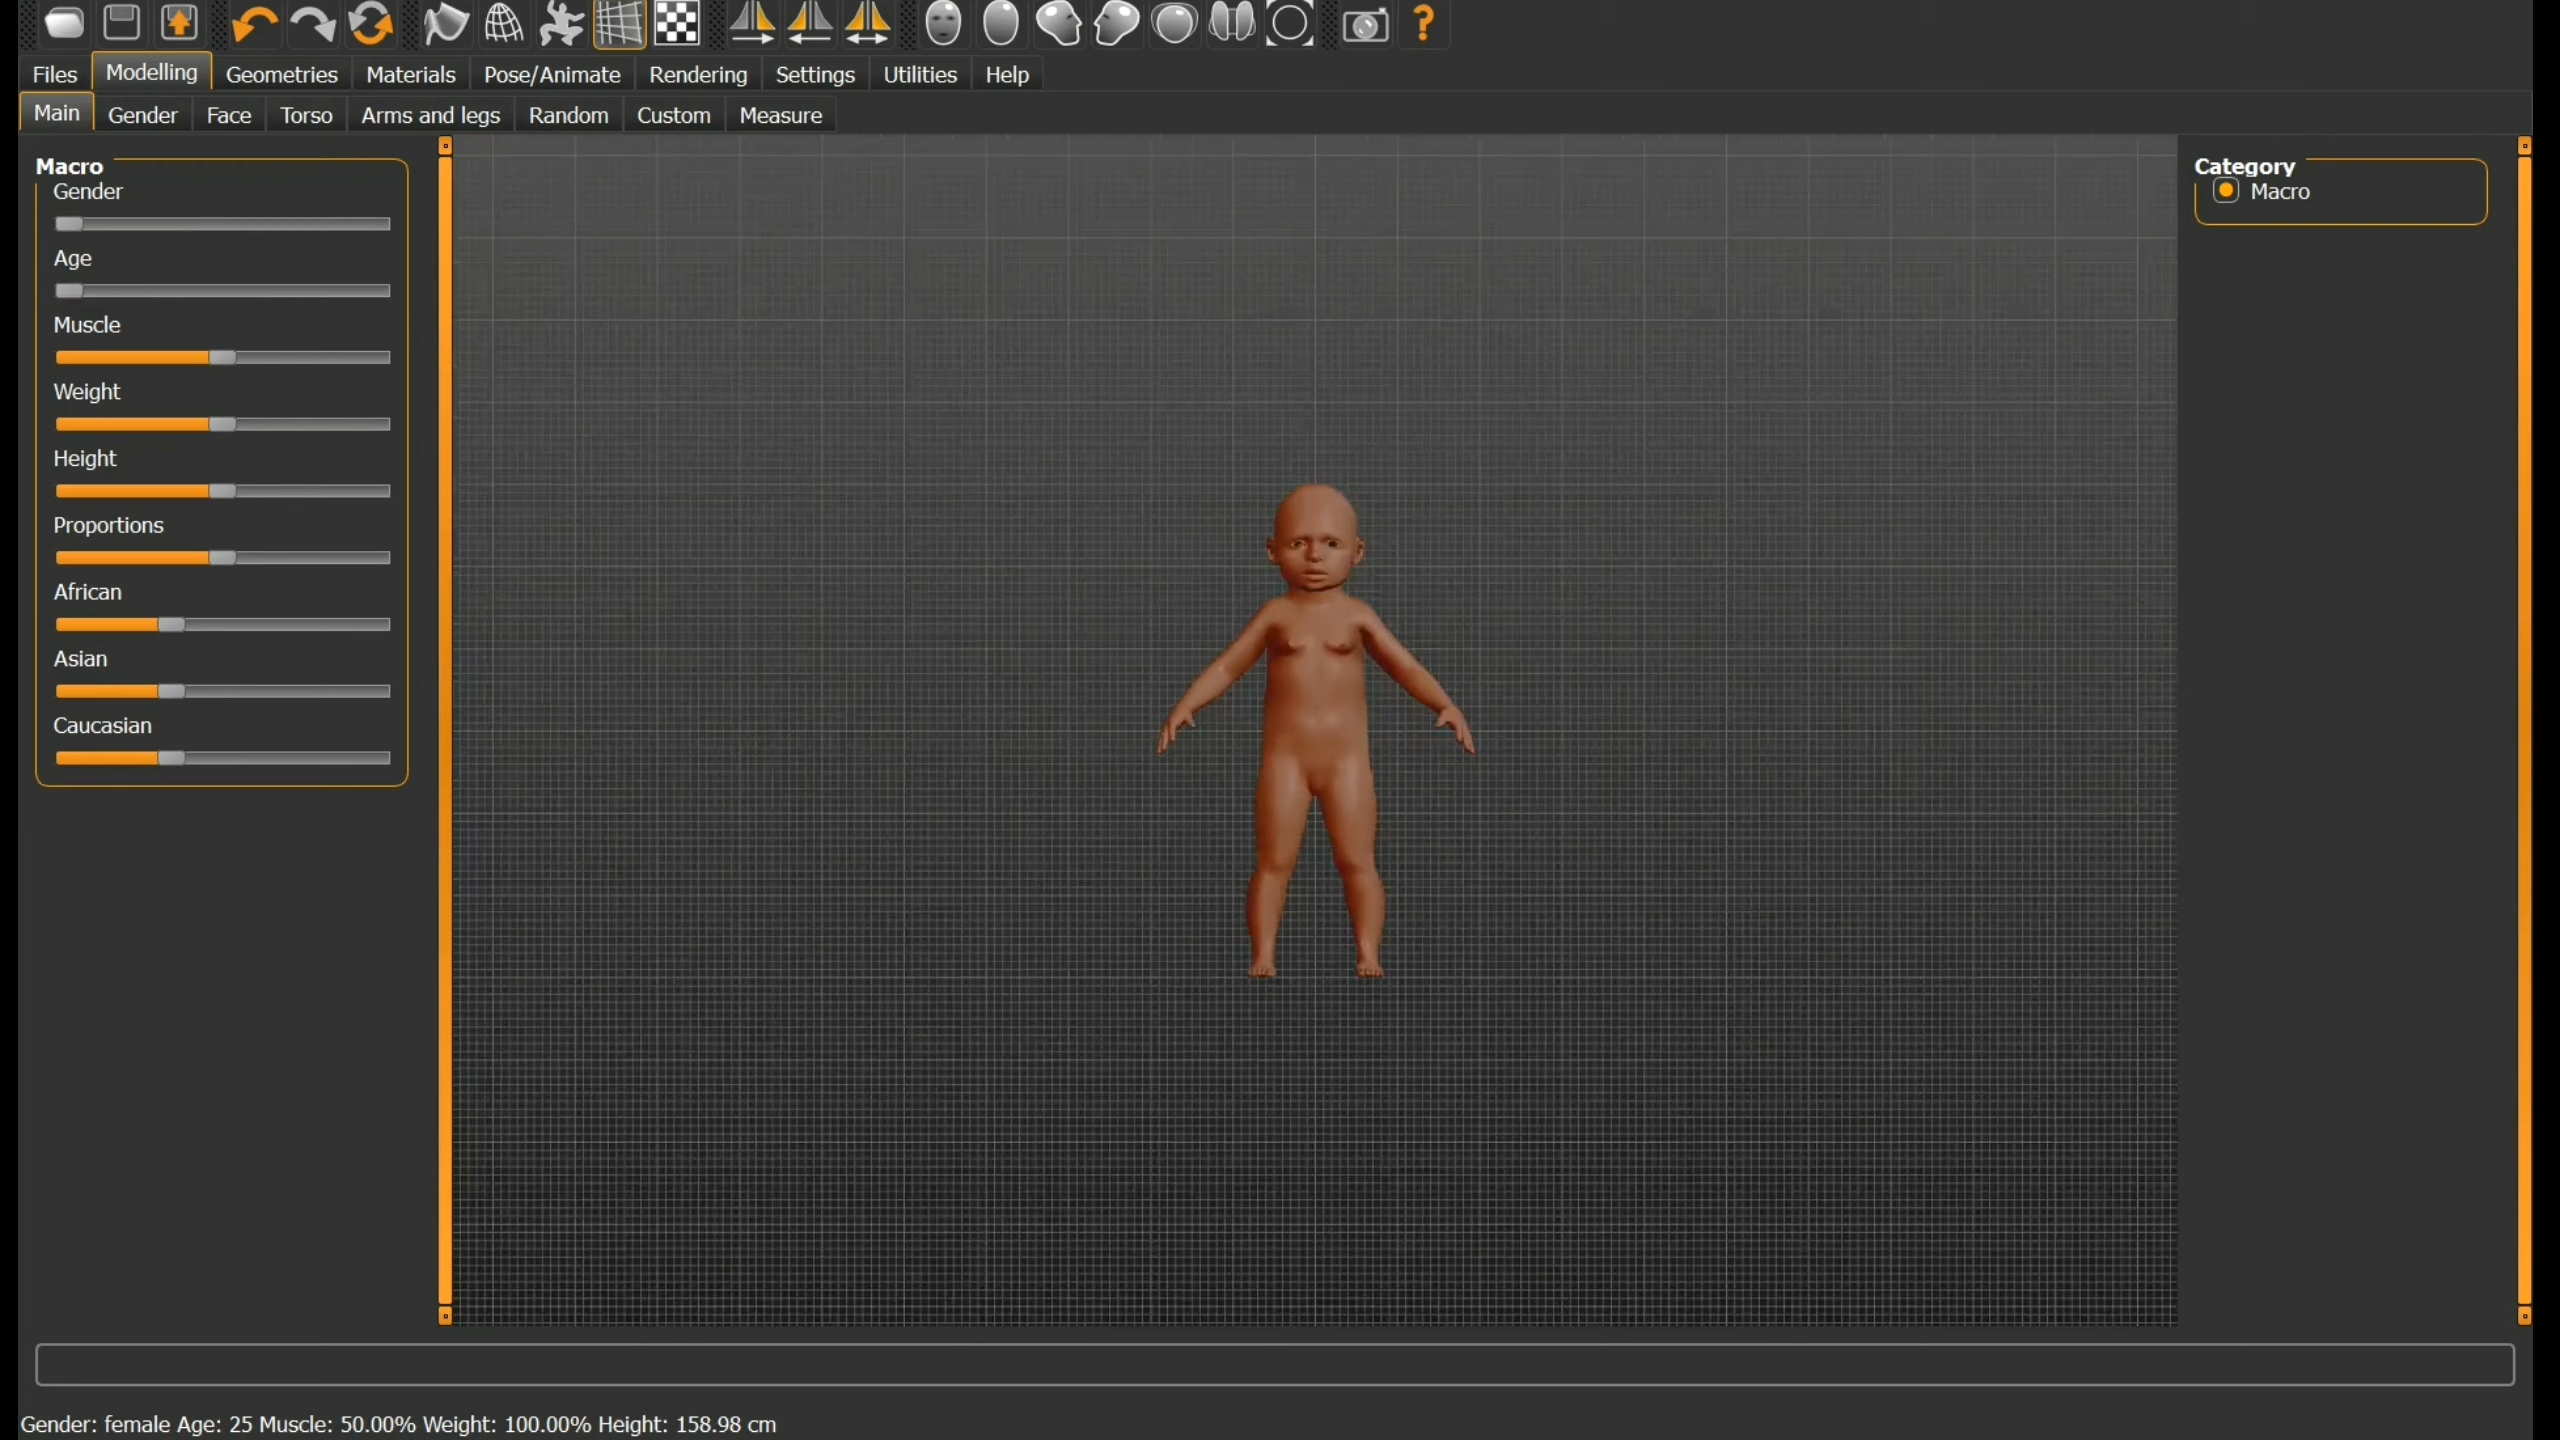 Files Modelling Geometries Materials Pose/Animate Rendering Settings Utilities Help
Main Gender Face Torso Arms and legs Random Custom Measure
Macro
Gender
Age
Muscle
Weight
Height
Proportions
African
Asian
Caucasian
Category
Macro
Gender: female Age: 25 Muscle: 50.00% Weight: 100.00% Height: 158.98 cm